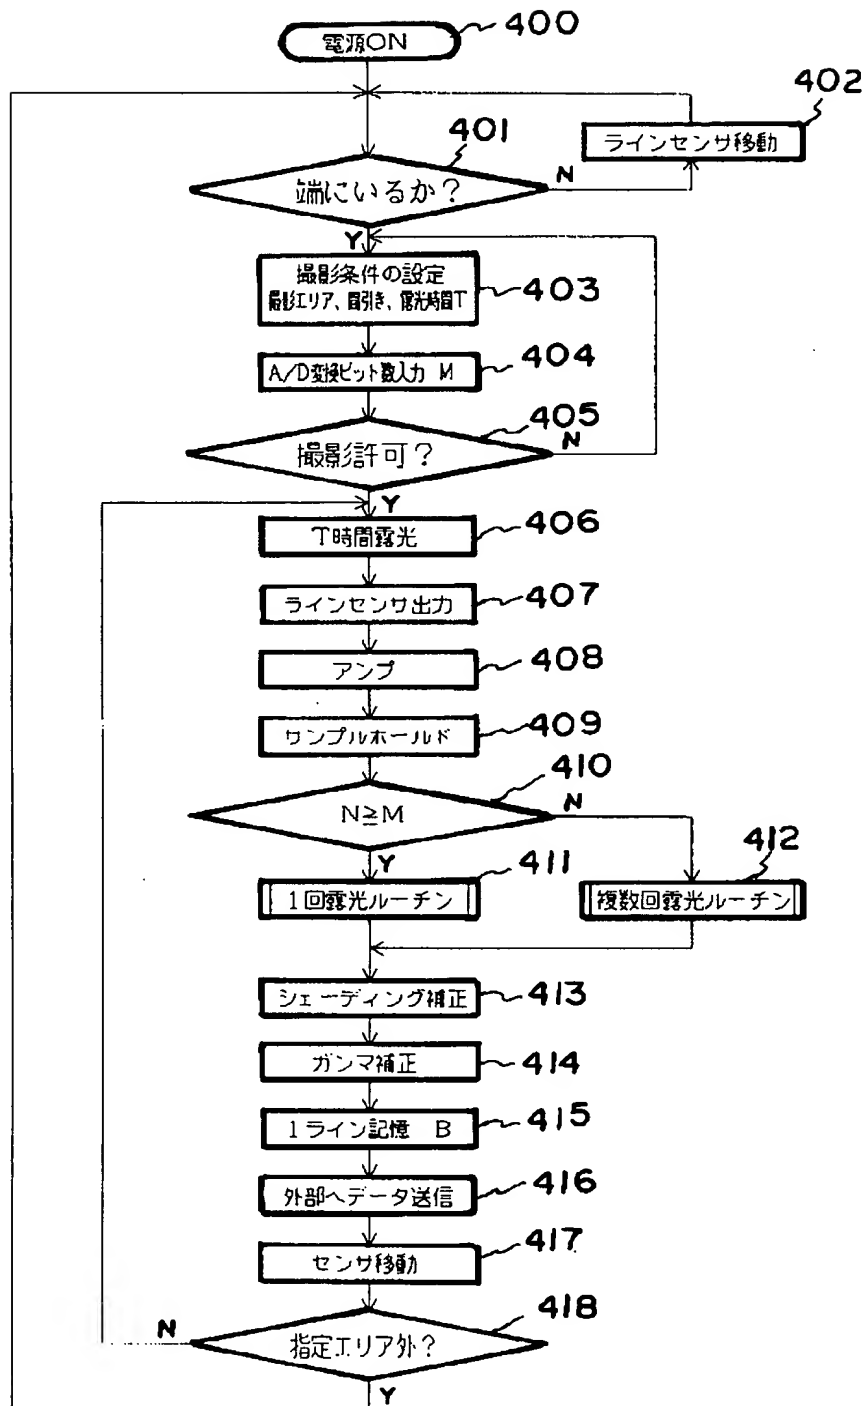 電源ON 400
402
ラインセンサ移動
401
端にいるか? N
Y
撮影条件の設定
撮影エリア、間引き、露光時間T 403
A/D変換ビット数入力 M 404
405
撮影許可? N
Y
T時間露光 406
ラインセンサ出力 407
アンプ 408
サンプルホールド 409
410
N≧M N
Y
411
1回露光ルーチン
412
複数回露光ルーチン
シェーディング補正 413
ガンマ補正 414
1ライン記憶 B 415
外部へデータ送信 416
センサ移動 417
418
N 指定エリア外?
Y